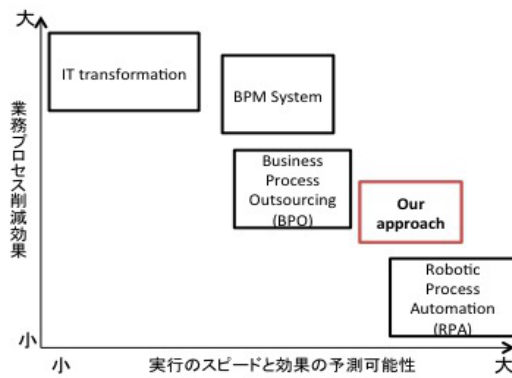 大
IT transformation
BPM System
業務プロセス削減効果
Business
Process
Outsourcing
(BPO)
Our
approach
Robotic
Process
Automation
(RPA)
小
小
実行のスピードと効果の予測可能性
大